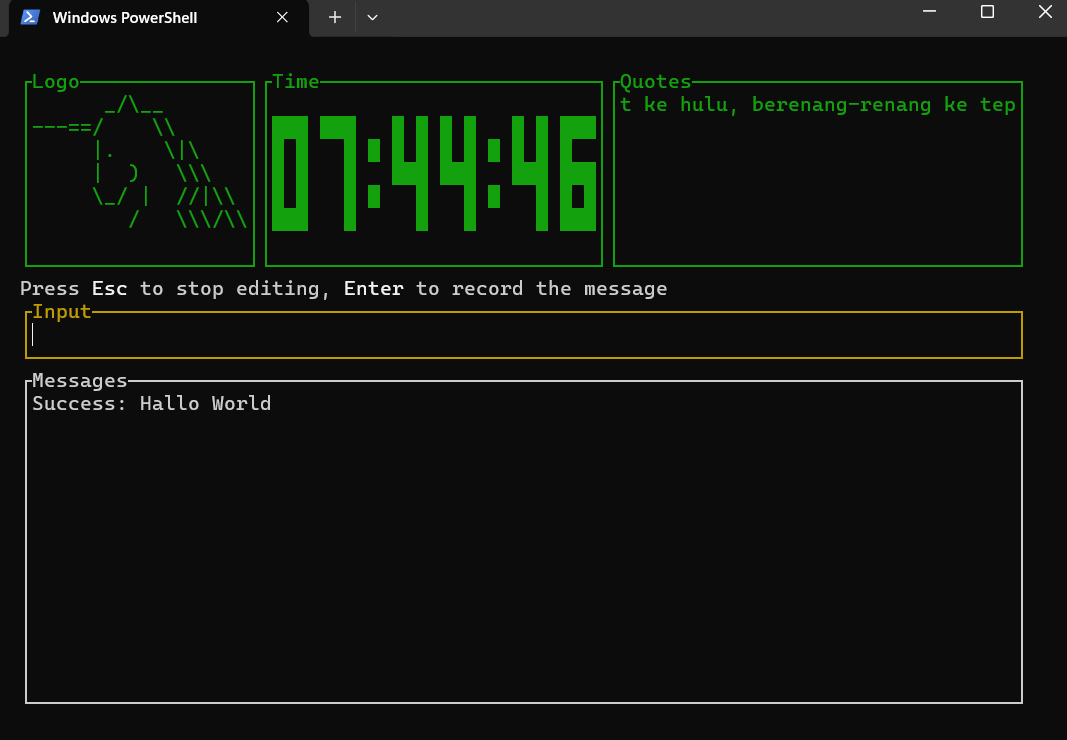 Windows PowerShell
Logo
Time
Quotes
07:44:46
t ke hulu, berenang-renang ke tep
Press Esc to stop editing, Enter to record the message
Input
Messages
Success: Hallo World